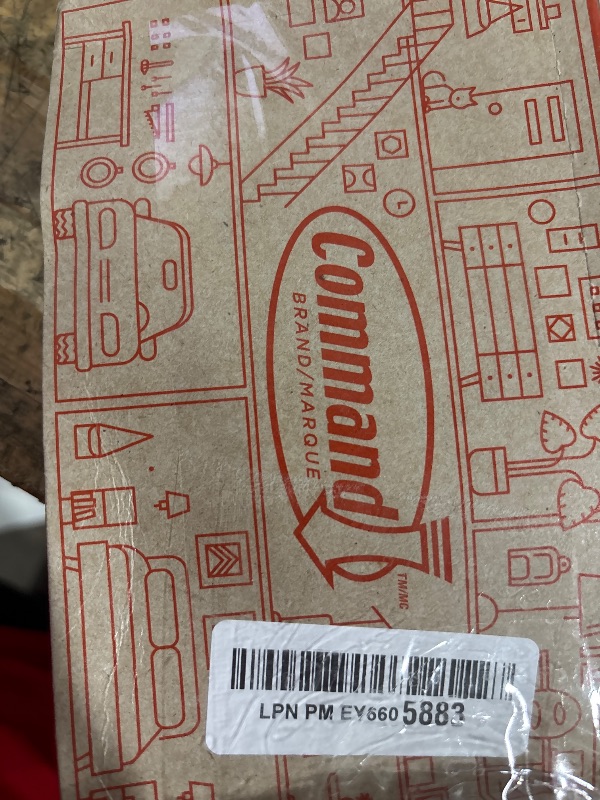 Command
BRAND/MARQUE
TM/MC
LPN PM EY660 5883